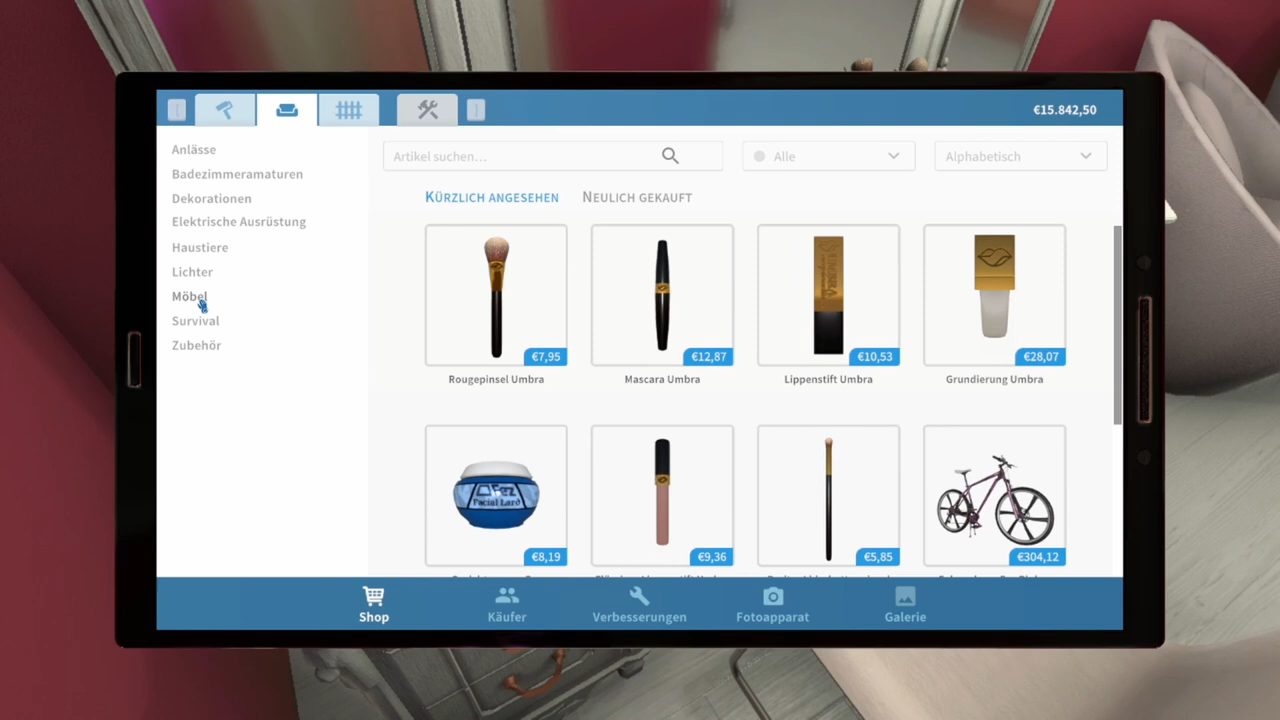 €15.842,50
Anlässe
Badezimmeramaturen
Dekorationen
Elektrische Ausrüstung
Haustiere
Lichter
Möbel
Survival
Zubehör
Artikel suchen...
Alle
Alphabetisch
KÜRZLICH ANGESEHEN
NEULICH GEKAUFT
€7,95
€12,87
€10,53
€28,07
Rougepinsel Umbra
Mascara Umbra
Lippenstift Umbra
Grundierung Umbra
Fez
Facial Lard
€8,19
€9,36
€5,85
€304,12
Shop
Käufer
Verbesserungen
Fotoapparat
Galerie